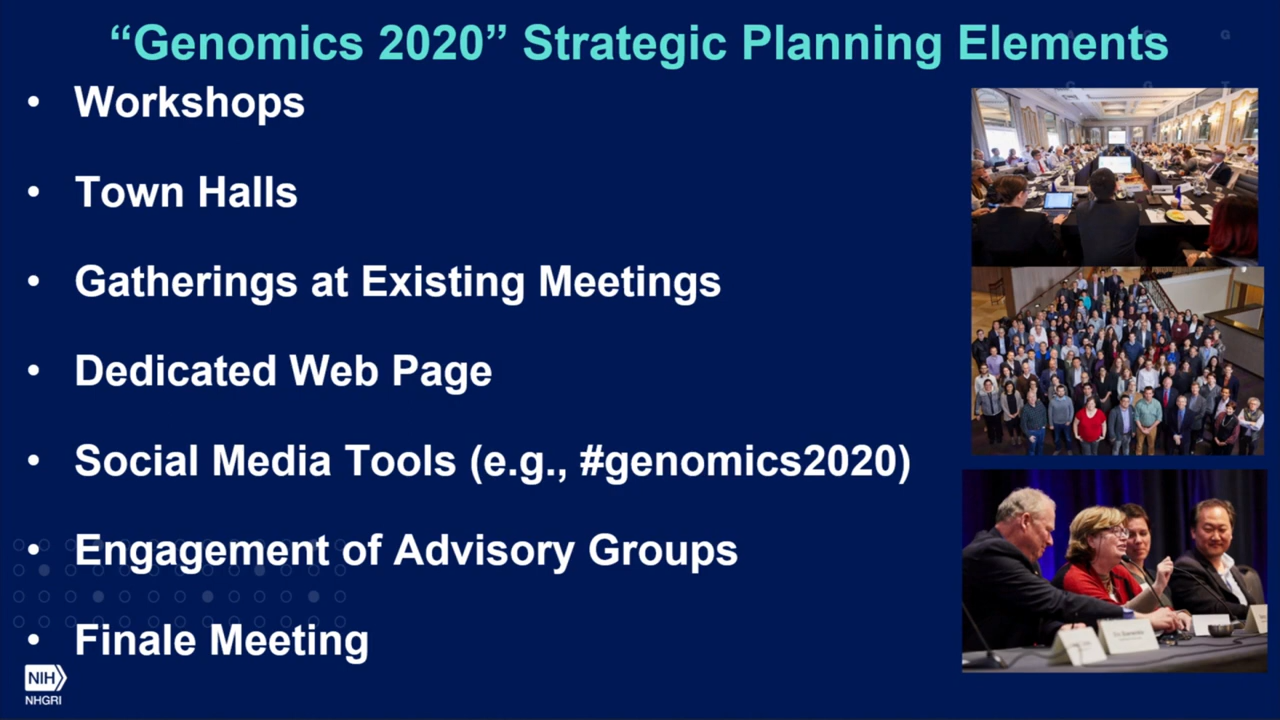 “Genomics 2020” Strategic Planning Elements
• Workshops
• Town Halls
• Gatherings at Existing Meetings
• Dedicated Web Page
• Social Media Tools (e.g., #genomics2020)
• Engagement of Advisory Groups
• Finale Meeting
NIH
NHGRI